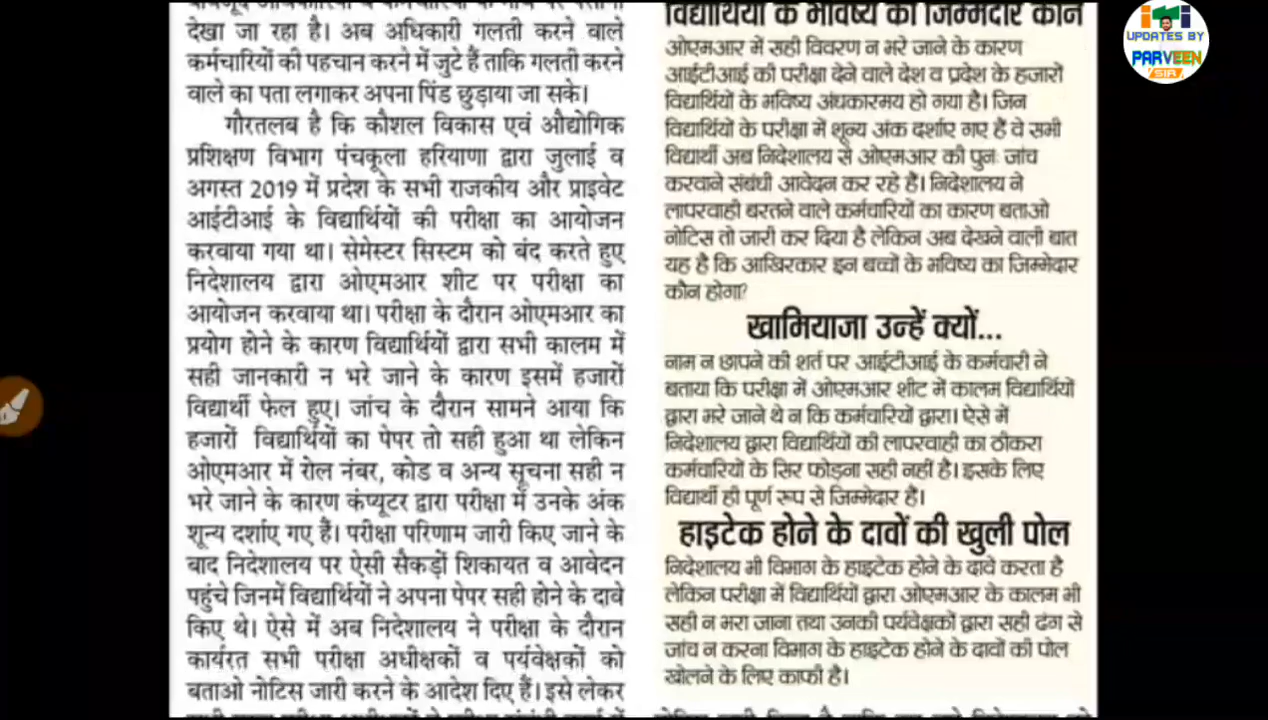 देखा जा रहा है। अब अधिकारी गलती करने वाले
कर्मचारियों की पहचान करने में जुटे हैं ताकि गलती करने
वाले का पता लगाकर अपना पिंड छुड़ाया जा सके।
गौरतलब है कि कौशल विकास एवं औद्योगिक
प्रशिक्षण विभाग पंचकूला हरियाणा द्वारा जुलाई व
अगस्त 2019 में प्रदेश के सभी राजकीय और प्राइवेट
आईटीआई के विद्यार्थियों की परीक्षा का आयोजन
करवाया गया था। सेमेस्टर सिस्टम को बंद करते हुए
निदेशालय द्वारा ओएमआर शीट पर परीक्षा का
आयोजन करवाया था। परीक्षा के दौरान ओएमआर का
प्रयोग होने के कारण विद्यार्थियों द्वारा सभी कालम में
सही जानकारी न भरे जाने के कारण इसमें हजारों
विद्यार्थी फेल हुए। जांच के दौरान सामने आया कि
हजारों विद्यार्थियों का पेपर तो सही हुआ था लेकिन
ओएमआर में रोल नंबर, कोड व अन्य सूचना सही न
भरे जाने के कारण कंप्यूटर द्वारा परीक्षा में उनके अंक
शून्य दर्शाए गए हैं। परीक्षा परिणाम जारी किए जाने के
बाद निदेशालय पर ऐसी सैकड़ों शिकायत व आवेदन
पहुंचे जिनमें विद्यार्थियों ने अपना पेपर सही होने के दावे
किए थे। ऐसे में अब निदेशालय ने परीक्षा के दौरान
कार्यरत सभी परीक्षा अधीक्षकों व पर्यवेक्षकों को
बताओ नोटिस जारी करने के आदेश दिए हैं। इसे लेकर
विद्यार्थियों के भविष्य का जिम्मेदार कौन
ओएमआर में सही विवरण न भरे जाने के कारण
आईटीआई की परीक्षा देने वाले देश व प्रदेश के हजारों
विद्यार्थियों के भविष्य अंधकारमय हो गया है। जिन
विद्यार्थियों के परीक्षा में शून्य अंक दर्शाए गए हैं वे सभी
विद्यार्थी अब निदेशालय से ओएमआर की पुनः जांच
करवाने संबंधी आवेदन कर रहे हैं। निदेशालय ने
लापरवाही बरतने वाले कर्मचारियों का कारण बताओ
नोटिस तो जारी कर दिया है लेकिन अब देखने वाली बात
यह है कि आखिरकार इन बच्चों के भविष्य का जिम्मेदार
कौन होगा?
खामियाजा उन्हें क्यों...
नाम न छापने की शर्त पर आईटीआई के कर्मचारी ने
बताया कि परीक्षा में ओएमआर शीट में कालम विद्यार्थियों
द्वारा भरे जाने थे न कि कर्मचारियों द्वारा। ऐसे में
निदेशालय द्वारा विद्यार्थियों की लापरवाही का ठीकरा
कर्मचारियों के सिर फोड़ना सही नहीं है। इसके लिए
विद्यार्थी ही पूर्ण रूप से जिम्मेदार हैं।
हाइटेक होने के दावों की खुली पोल
निदेशालय भी विभाग के हाइटेक होने के दावे करता है
लेकिन परीक्षा में विद्यार्थियों द्वारा ओएमआर के कालम भी
सही न भरा जाना तथा उनकी पर्यवेक्षकों द्वारा सही ढंग से
जांच न करना विभाग के हाइटेक होने के दावों की पोल
खोलने के लिए काफी है।
iTi
UPDATES BY
PARVEEN
SIR